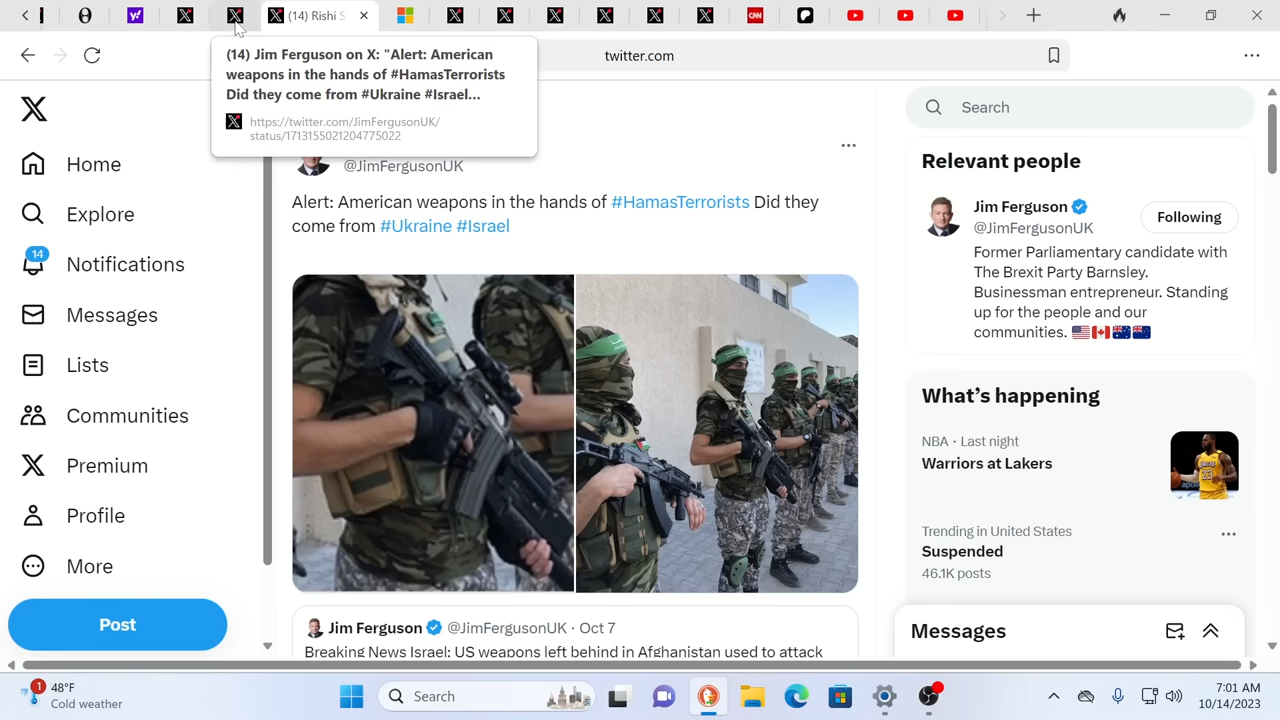 (14) Rishi S
CNN
(14) Jim Ferguson on X: "Alert: American
weapons in the hands of #HamasTerrorists
Did they come from #Ukraine #Israel...
https://twitter.com/JimFergusonUK/
status/1713155021204775022
twitter.com
Search
Home
Explore
14
Notifications
Messages
Lists
Communities
Premium
Profile
More
Post
@JimFergusonUK
Alert: American weapons in the hands of #HamasTerrorists Did they
come from #Ukraine #Israel
Jim Ferguson @JimFergusonUK · Oct 7
Breaking News Israel: US weapons left behind in Afghanistan used to attack
Relevant people
Jim Ferguson
@JimFergusonUK
Following
Former Parliamentary candidate with
The Brexit Party Barnsley.
Businessman entrepreneur. Standing
up for the people and our
communities.
What's happening
NBA · Last night
Warriors at Lakers
Trending in United States
Suspended
46.1K posts
Messages
1
48°F
Cold weather
Search
7:01 AM
10/14/2023